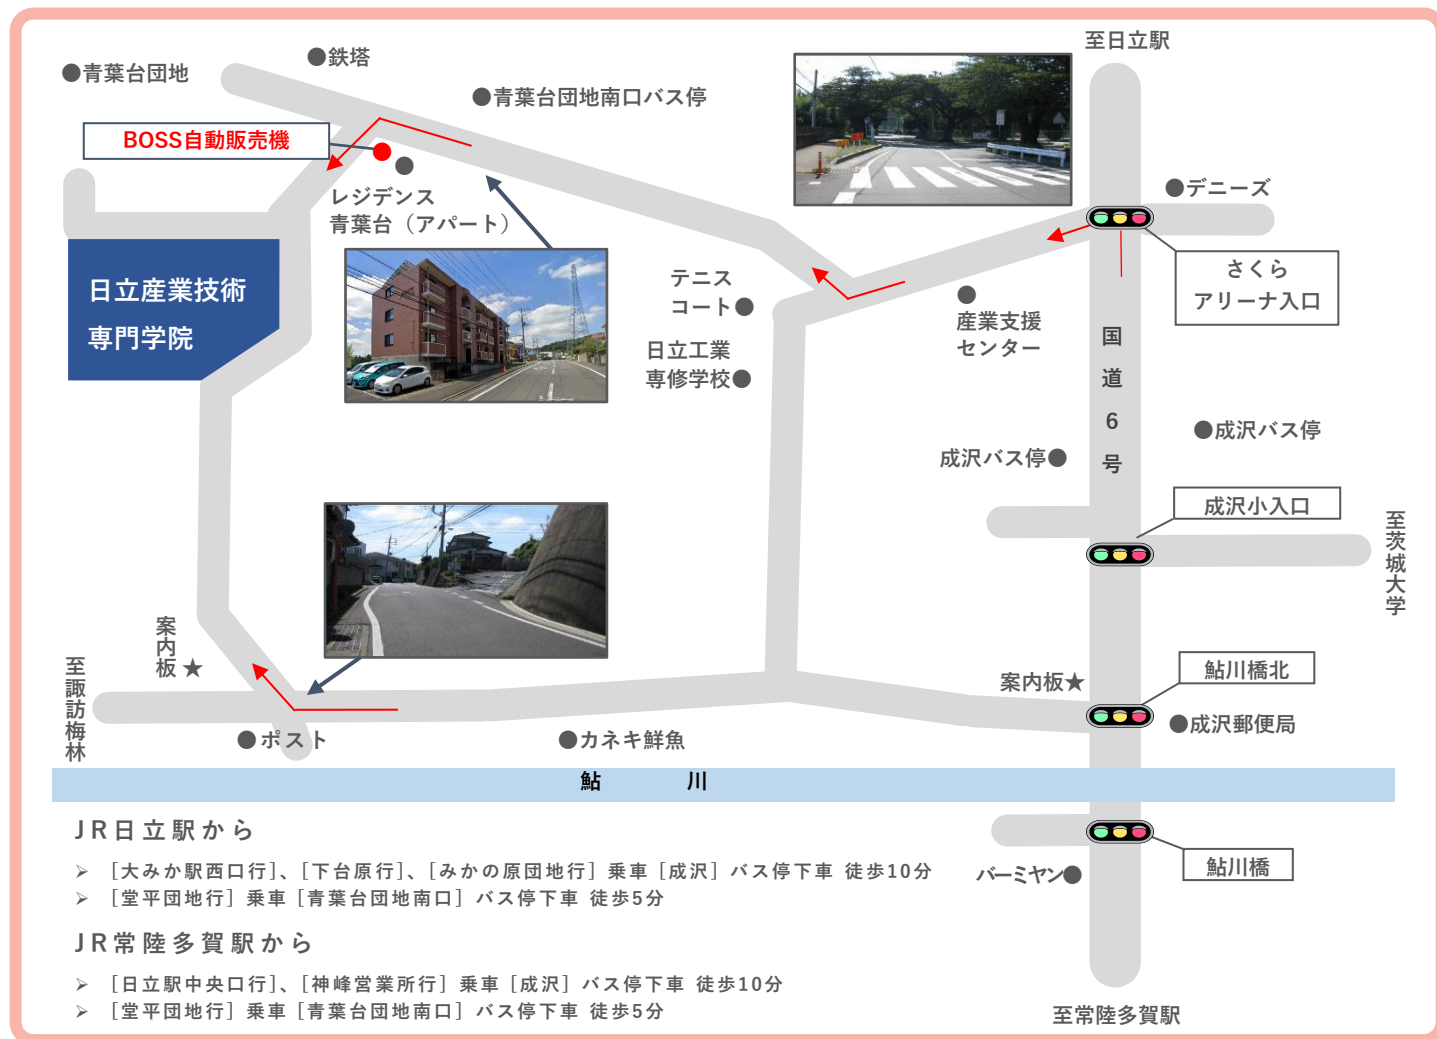 至日立駅
●鉄塔
●青葉台団地
●青葉台団地南口バス停
BOSS自動販売機
●デニーズ
レジデンス
青葉台（アパート）
さくら
アリーナ入口
日立産業技術
専門学院
テニス
コート●
産業支援
センター
日立工業
専修学校●
国道6号
●成沢バス停
成沢バス停●
成沢小入口
至茨城大学
案内板★
至諏訪梅林
案内板★
鮎川橋北
●成沢郵便局
●ポスト
●カネキ鮮魚
鮎　川
鮎川橋
バーミヤン●
至常陸多賀駅
JR日立駅から
➢ [大みか駅西口行]、[下台原行]、[みかの原団地行] 乗車 [成沢] バス停下車 徒歩10分
➢ [堂平団地行] 乗車 [青葉台団地南口] バス停下車 徒歩5分
JR常陸多賀駅から
➢ [日立駅中央口行]、[神峰営業所行] 乗車 [成沢] バス停下車 徒歩10分
➢ [堂平団地行] 乗車 [青葉台団地南口] バス停下車 徒歩5分